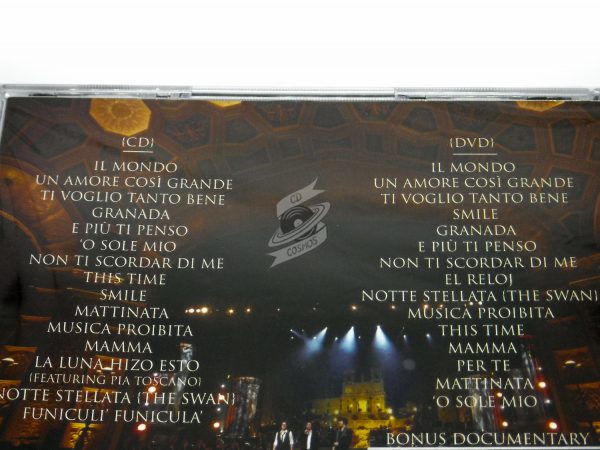 {CD}
IL MONDO
UN AMORE COSÌ GRANDE
TI VOGLIO TANTO BENE
GRANADA
E PIÙ TI PENSO
'O SOLE MIO
NON TI SCORDAR DI ME
THIS TIME
SMILE
MATTINATA
MUSICA PROIBITA
MAMMA
LA LUNA HIZO ESTO
{FEATURING PIA TOSCANO}
NOTTE STELLATA {THE SWAN}
FUNICULI' FUNICULA'
CD
COSMOS
{DVD}
IL MONDO
UN AMORE COSÌ GRANDE
TI VOGLIO TANTO BENE
SMILE
GRANADA
E PIÙ TI PENSO
NON TI SCORDAR DI ME
EL RELOJ
NOTTE STELLATA {THE SWAN}
MUSICA PROIBITA
THIS TIME
MAMMA
PER TE
MATTINATA
'O SOLE MIO
BONUS DOCUMENTARY